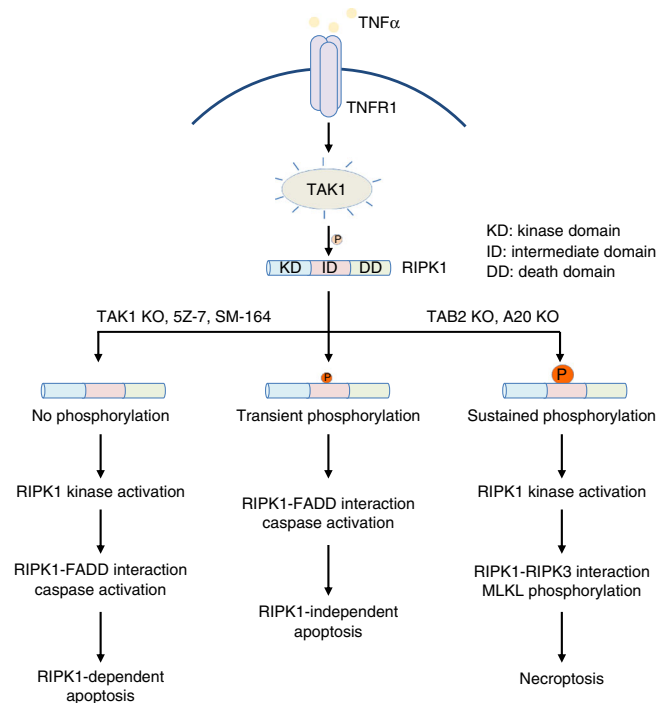 TNFα
TNFR1
TAK1
P
KD: kinase domain
ID: intermediate domain
DD: death domain
KD ID DD RIPK1
TAK1 KO, 5Z-7, SM-164
TAB2 KO, A20 KO
P
P
No phosphorylation
Transient phosphorylation
Sustained phosphorylation
RIPK1 kinase activation
RIPK1-FADD interaction
caspase activation
RIPK1 kinase activation
RIPK1-FADD interaction
caspase activation
RIPK1-RIPK3 interaction
MLKL phosphorylation
RIPK1-independent
apoptosis
RIPK1-dependent
apoptosis
Necroptosis